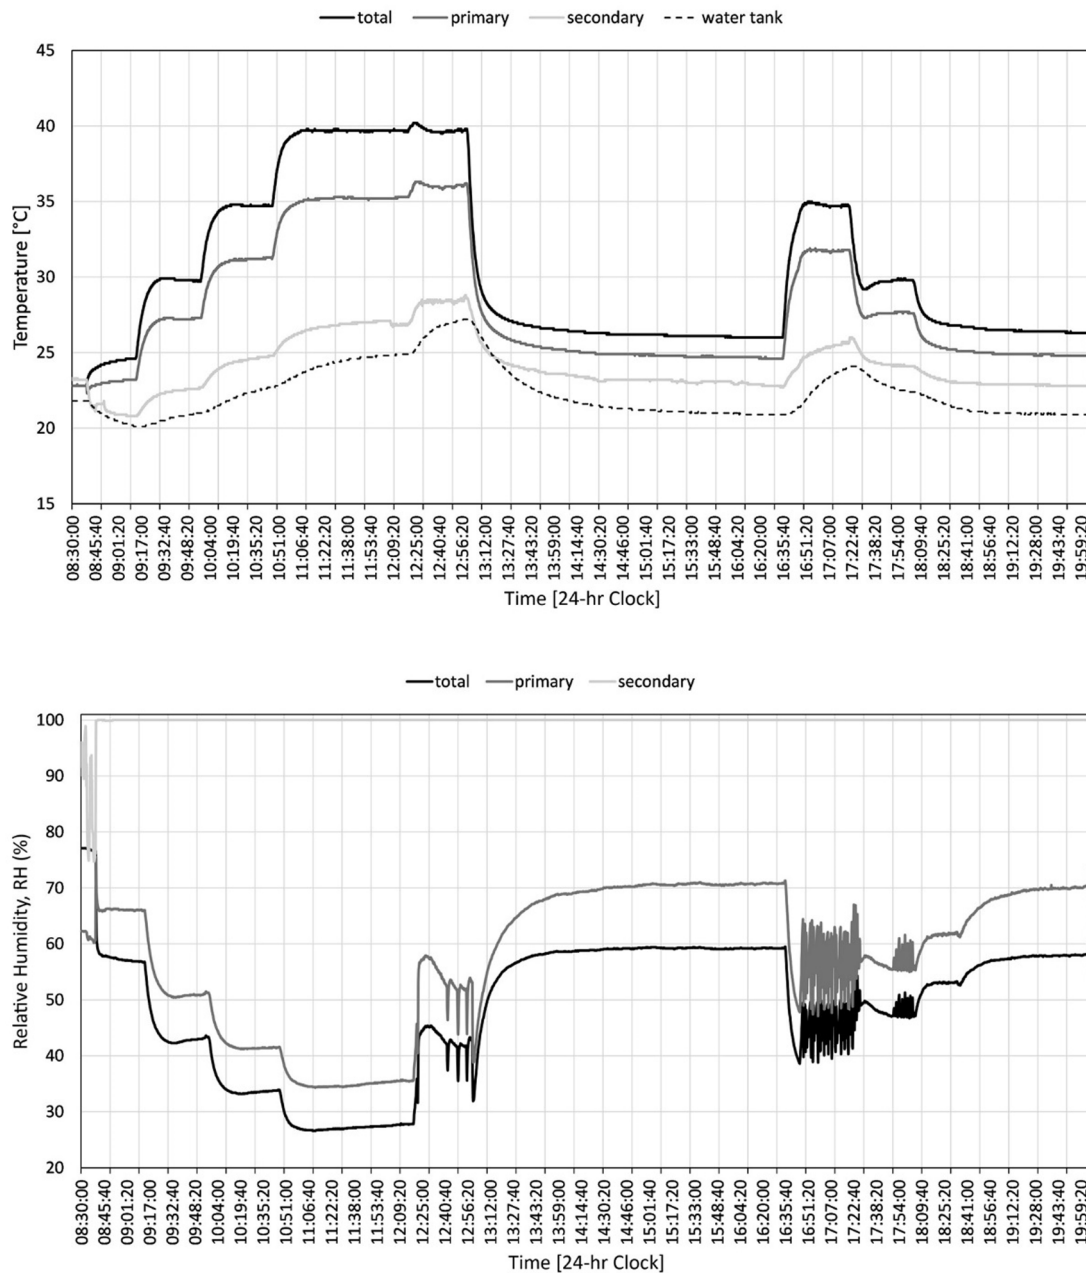 total primary secondary water tank
45
40
35
30
25
20
15
Temperature [°C]
08:30:00 08:45:40 09:01:20 09:17:00 09:32:40 09:48:20 10:04:00 10:19:40 10:35:20 10:51:00 11:06:40 11:22:20 11:38:00 11:53:40 12:09:20 12:25:00 12:40:40 12:56:20 13:12:00 13:27:40 13:43:20 13:59:00 14:14:40 14:30:20 14:46:00 15:01:40 15:17:20 15:33:00 15:48:40 16:04:20 16:20:00 16:35:40 16:51:20 17:07:00 17:22:40 17:38:20 17:54:00 18:09:40 18:25:20 18:41:00 18:56:40 19:12:20 19:28:00 19:43:40 19:59:20
Time [24-hr Clock]
total primary secondary
100
90
80
70
60
50
40
30
20
Relative Humidity, RH (%)
08:30:00 08:45:40 09:01:20 09:17:00 09:32:40 09:48:20 10:04:00 10:19:40 10:35:20 10:51:00 11:06:40 11:22:20 11:38:00 11:53:40 12:09:20 12:25:00 12:40:40 12:56:20 13:12:00 13:27:40 13:43:20 13:59:00 14:14:40 14:30:20 14:46:00 15:01:40 15:17:20 15:33:00 15:48:40 16:04:20 16:20:00 16:35:40 16:51:20 17:07:00 17:22:40 17:38:20 17:54:00 18:09:40 18:25:20 18:41:00 18:56:40 19:12:20 19:28:00 19:43:40 19:59:20
Time [24-hr Clock]